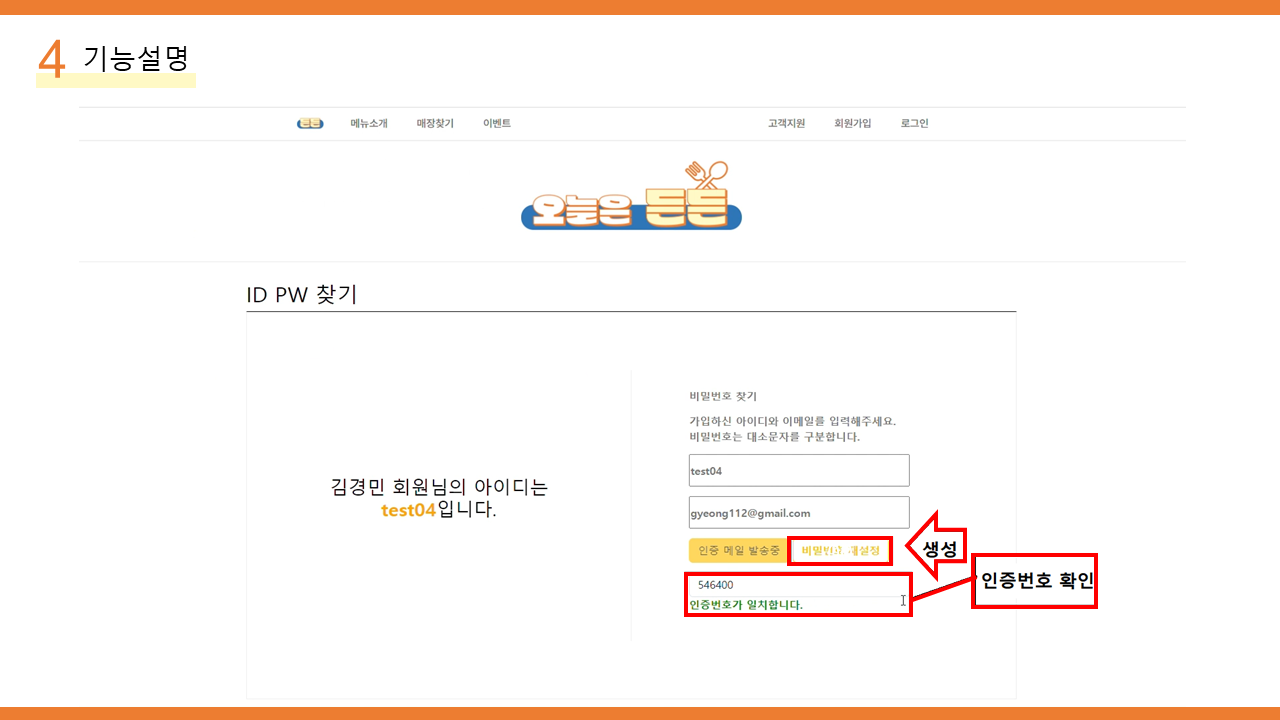 4 기능설명
든든 메뉴소개 매장찾기 이벤트 고객지원 회원가입 로그인
오늘은 든든
ID PW 찾기
김경민 회원님의 아이디는
test04입니다.
비밀번호 찾기
가입하신 아이디와 이메일를 입력해주세요.
비밀번호는 대소문자를 구분합니다.
test04
gyeong112@gmail.com
인증 메일 발송중 비밀번호 재설정
생성
546400
인증번호가 일치합니다.
인증번호 확인